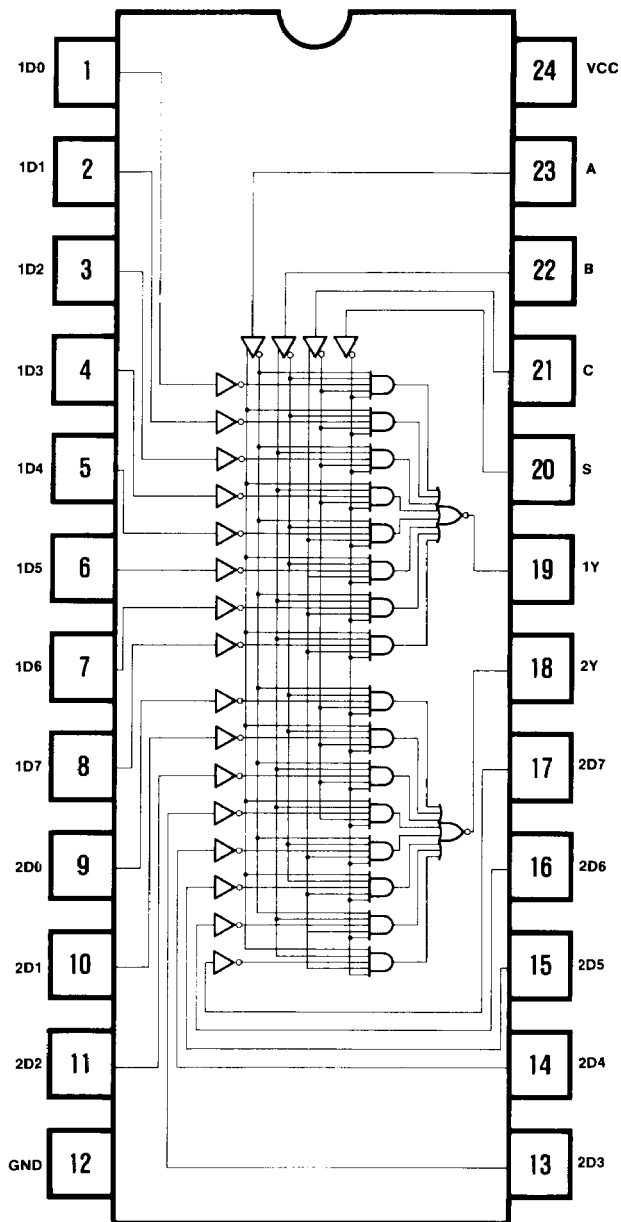 1D0 1 24 VCC
1D1 2 23 A
1D2 3 22 B
1D3 4 21 C
1D4 5 20 S
1D5 6 19 1Y
1D6 7 18 2Y
1D7 8 17 2D7
2D0 9 16 2D6
2D1 10 15 2D5
2D2 11 14 2D4
GND 12 13 2D3